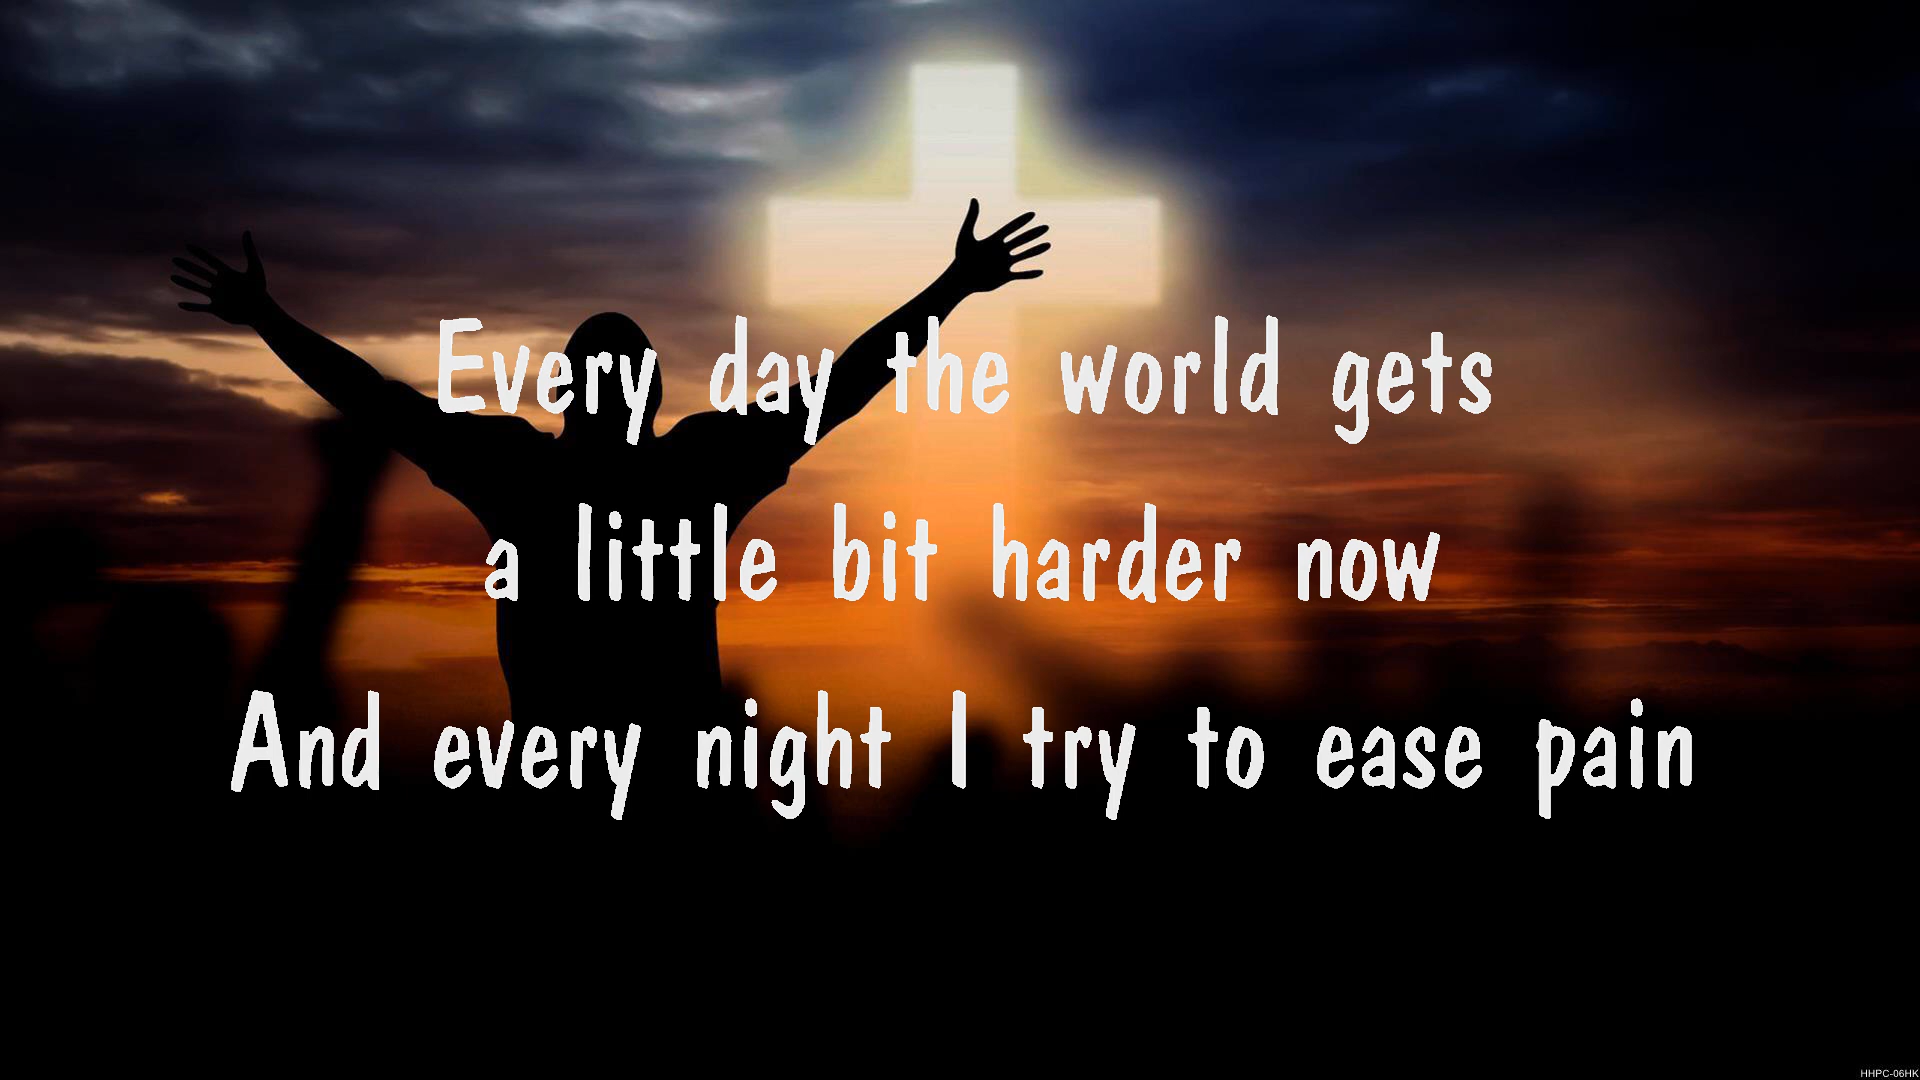 Every day the world gets
a little bit harder now
And every night I try to ease pain
HHPC-06HK